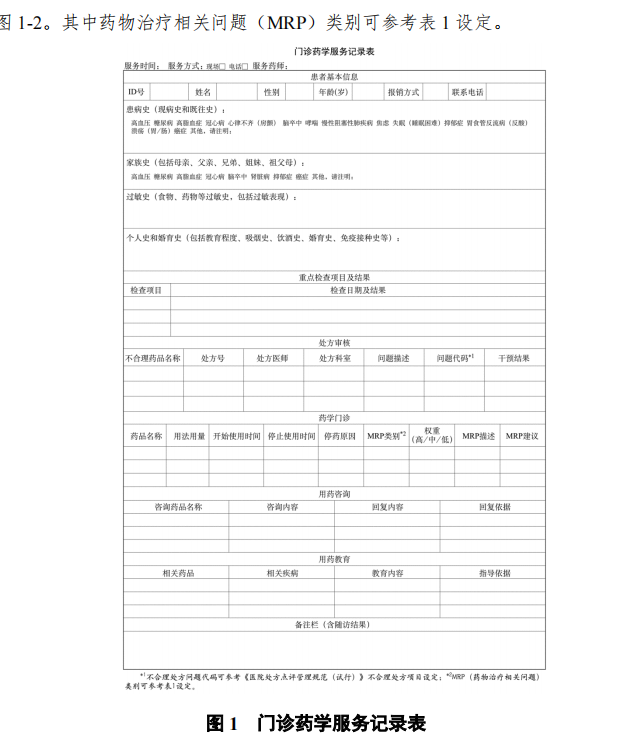 图 1-2。其中药物治疗相关问题（MRP）类别可参考表 1 设定。
门诊药学服务记录表
服务时间： 服务方式：现场□ 电话□ 服务药师：
患者基本信息
ID号 姓名 性别 年龄(岁) 报销方式 联系电话
患病史（现病史和既往史）：
高血压 糖尿病 高脂血症 冠心病 心律不齐（房颤） 脑卒中 哮喘 慢性阻塞性肺疾病 焦虑 失眠（睡眠困难）抑郁症 胃食管反流病（反酸）
溃疡（胃/肠）癌症 其他，请注明：
家族史（包括母亲、父亲、兄弟、姐妹、祖父母）：
高血压 糖尿病 高脂血症 冠心病 脑卒中 肾脏病 抑郁症 癌症 其他，请注明：
过敏史（食物、药物等过敏史，包括过敏表现）：
个人史和婚育史（包括教育程度、吸烟史、饮酒史、婚育史、免疫接种史等）：
重点检查项目及结果
检查项目 检查日期及结果
处方审核
不合理药品名称 处方号 处方医师 处方科室 问题描述 问题代码*1 干预结果
药学门诊
药品名称 用法用量 开始使用时间 停止使用时间 停药原因 MRP类别*2 权重（高/中/低） MRP描述 MRP建议
用药咨询
咨询药品名称 咨询内容 回复内容 回复依据
用药教育
相关药品 相关疾病 教育内容 指导依据
备注栏（含随访结果）
*1不合理处方问题代码可参考《医院处方点评管理规范（试行）》不合理处方项目设定；*2MRP（药物治疗相关问题）
类别可参考表1设定。
图 1 门诊药学服务记录表